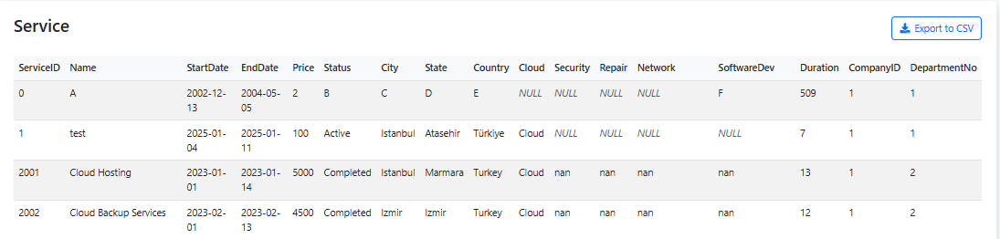 Service
Export to CSV
ServiceID Name StartDate EndDate Price Status City State Country Cloud Security Repair Network SoftwareDev Duration CompanyID DepartmentNo
0 A 2002-12- 2004-05- 2 B C D E NULL NULL NULL NULL F 509 1 1
13 05
1 test 2025-01- 2025-01- 100 Active Istanbul Atasehir Türkiye Cloud NULL NULL NULL NULL 7 1 1
04 11
2001 Cloud Hosting 2023-01- 2023-01- 5000 Completed Istanbul Marmara Turkey Cloud nan nan nan nan 13 1 2
01 14
2002 Cloud Backup Services 2023-02- 2023-02- 4500 Completed Izmir Izmir Turkey Cloud nan nan nan nan 12 1 2
01 13